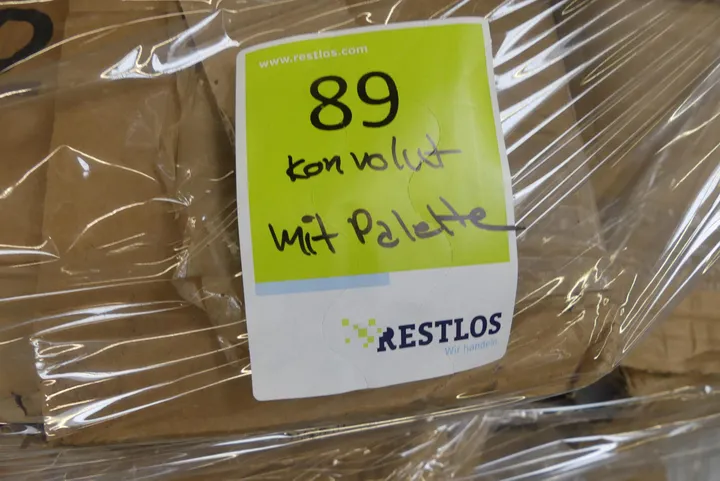 www.restlos.com
89
Konvolut
mit Palette
RESTLOS
Wir handeln.